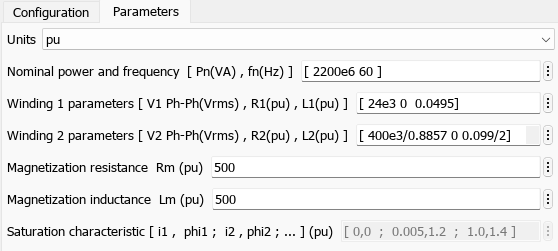 Configuration Parameters
Units pu
Nominal power and frequency [ Pn(VA) , fn(Hz) ] [ 2200e6 60 ]
Winding 1 parameters [ V1 Ph-Ph(Vrms) , R1(pu) , L1(pu) ] [ 24e3 0 0.0495]
Winding 2 parameters [ V2 Ph-Ph(Vrms) , R2(pu) , L2(pu) ] [ 400e3/0.8857 0 0.099/2]
Magnetization resistance Rm (pu) 500
Magnetization inductance Lm (pu) 500
Saturation characteristic [ i1 , phi1 ; i2 , phi2 ; ... ] (pu) [ 0,0 ; 0.005,1.2 ; 1.0,1.4 ]